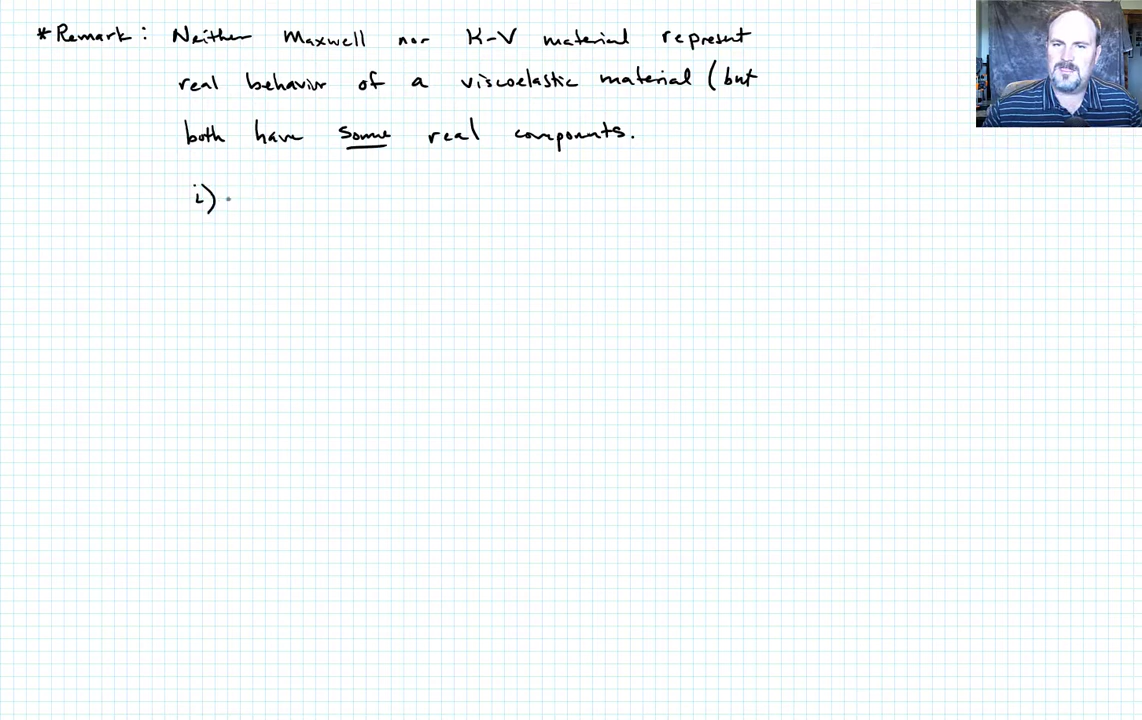 * Remark : Neither Maxwell nor K-V material represent
real behavior of a viscoelastic material (but
both have some real components.
i)